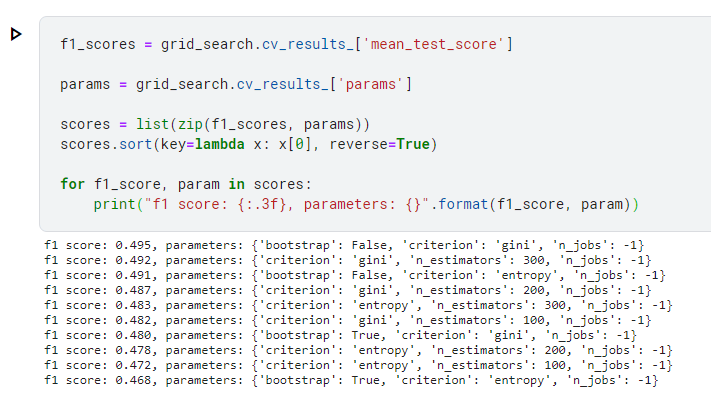 f1_scores = grid_search.cv_results_['mean_test_score']
params = grid_search.cv_results_['params']
scores = list(zip(f1_scores, params))
scores.sort(key=lambda x: x[0], reverse=True)
for f1_score, param in scores:
    print("f1 score: {:.3f}, parameters: {}".format(f1_score, param))
f1 score: 0.495, parameters: {'bootstrap': False, 'criterion': 'gini', 'n_jobs': -1}
f1 score: 0.492, parameters: {'criterion': 'gini', 'n_estimators': 300, 'n_jobs': -1}
f1 score: 0.491, parameters: {'bootstrap': False, 'criterion': 'entropy', 'n_jobs': -1}
f1 score: 0.487, parameters: {'criterion': 'gini', 'n_estimators': 200, 'n_jobs': -1}
f1 score: 0.483, parameters: {'criterion': 'entropy', 'n_estimators': 300, 'n_jobs': -1}
f1 score: 0.482, parameters: {'criterion': 'gini', 'n_estimators': 100, 'n_jobs': -1}
f1 score: 0.480, parameters: {'bootstrap': True, 'criterion': 'gini', 'n_jobs': -1}
f1 score: 0.478, parameters: {'criterion': 'entropy', 'n_estimators': 200, 'n_jobs': -1}
f1 score: 0.472, parameters: {'criterion': 'entropy', 'n_estimators': 100, 'n_jobs': -1}
f1 score: 0.468, parameters: {'bootstrap': True, 'criterion': 'entropy', 'n_jobs': -1}